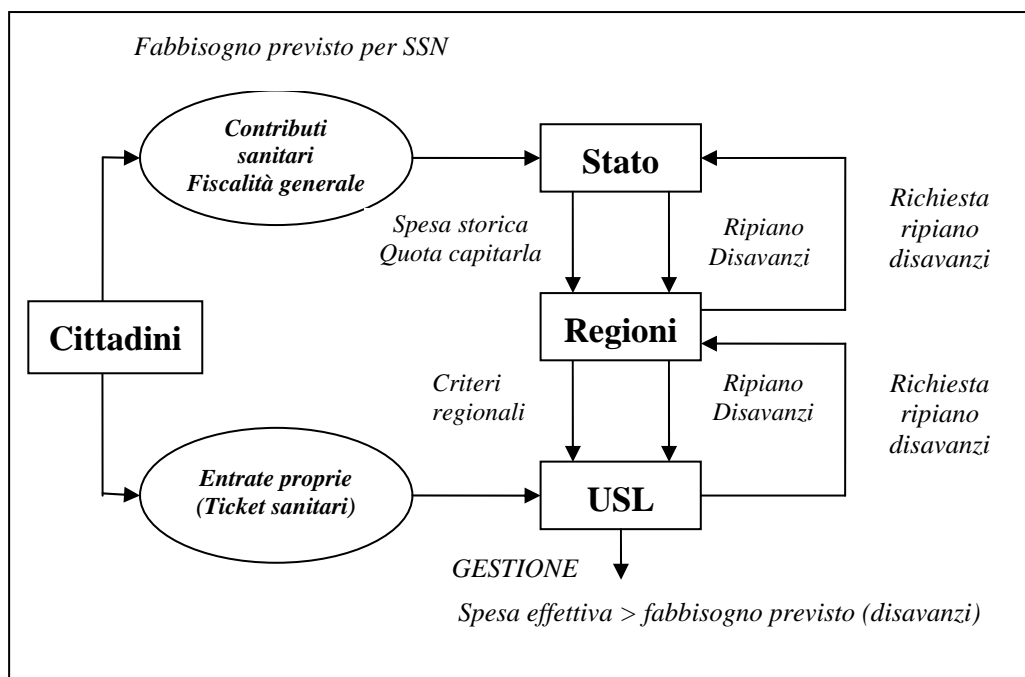 Fabbisogno previsto per SSN
Contributi
sanitari
Fiscalità generale
Stato
Richiesta
ripiano
disavanzi
Spesa storica
Quota capitarla
Ripiano
Disavanzi
Cittadini
Regioni
Criteri
regionali
Ripiano
Disavanzi
Richiesta
ripiano
disavanzi
Entrate proprie
(Ticket sanitari)
USL
GESTIONE
Spesa effettiva > fabbisogno previsto (disavanzi)